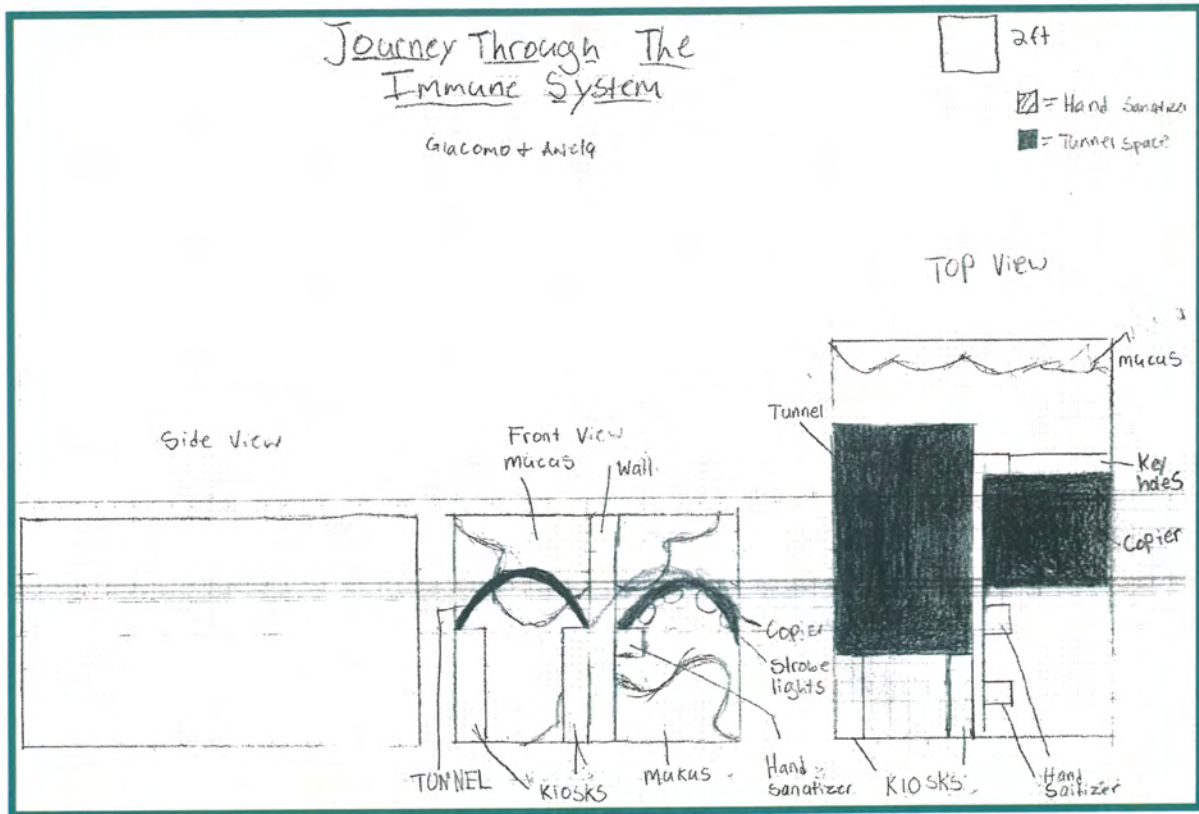 Journey Through The
Immune System
Giacomo + Aniela
2ft
= Hand Sanatizer
= Tunnel Space
TOP View
mucus
Tunnel
Key
holes
Copier
Side View
Front View
mucus
Wall
Copier
Strobe
lights
TUNNEL
KIOSKS
Mukus
Hand
Sanatizer
KIOSKS
Hand
Saitizer